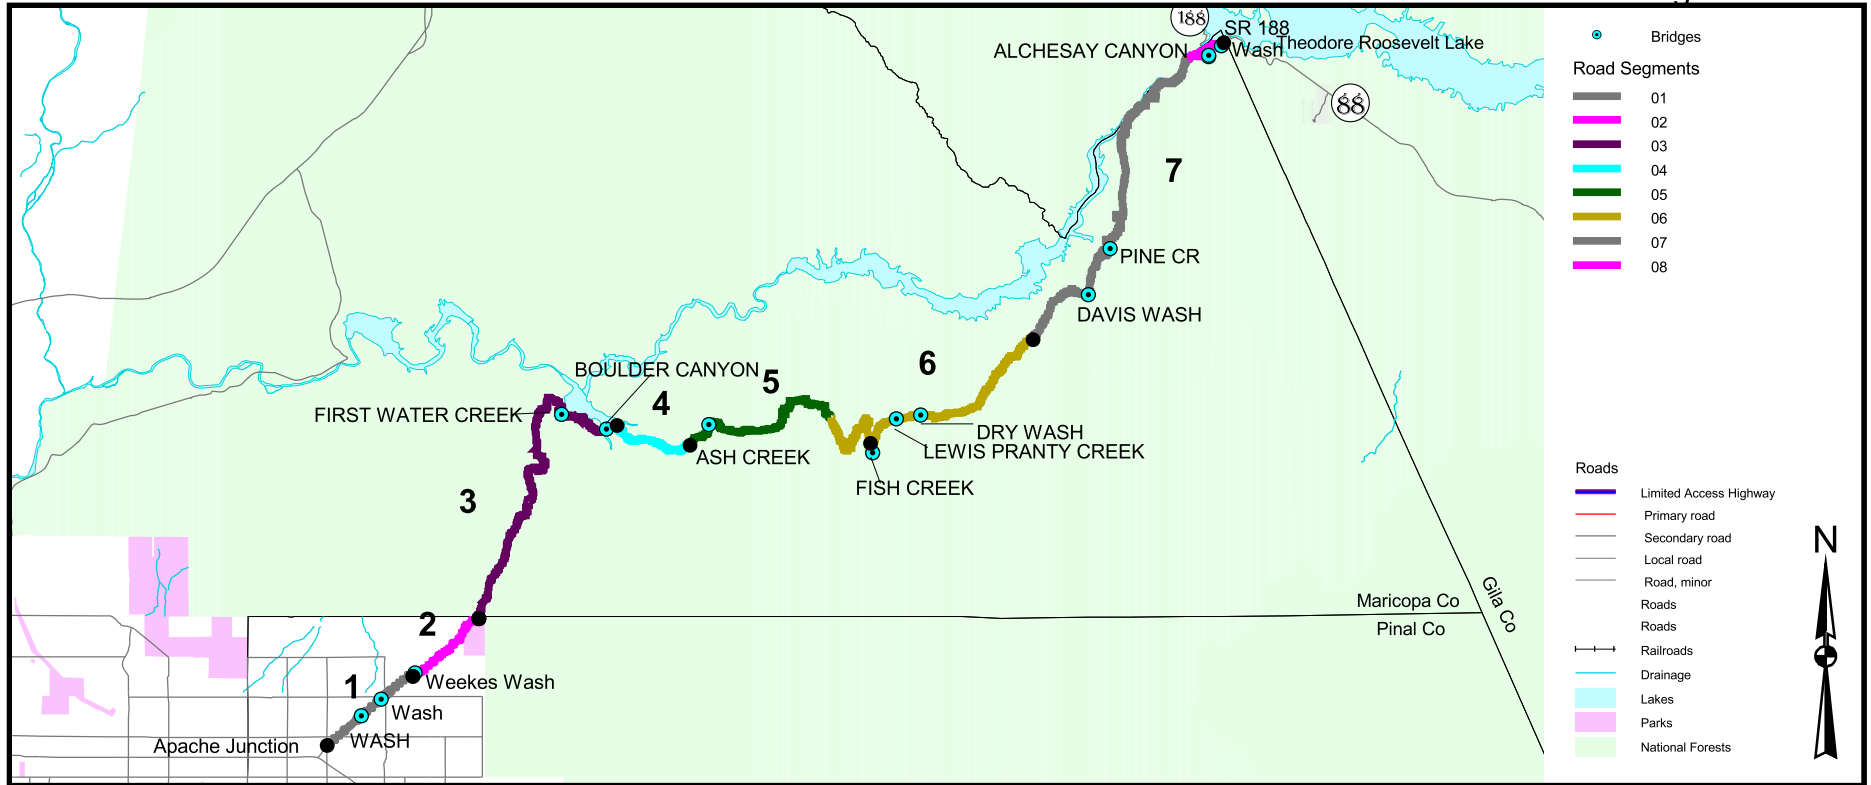 188
SR 188
Theodore Roosevelt Lake
ALCHESAY CANYON
Wash
88
7
PINE CR
DAVIS WASH
6
BOULDER CANYON
5
4
FIRST WATER CREEK
DRY WASH
LEWIS PRANTY CREEK
ASH CREEK
FISH CREEK
3
Maricopa Co
Pinal Co
Gila Co
2
1
Weekes Wash
Wash
WASH
Apache Junction
Bridges
Road Segments
01
02
03
04
05
06
07
08
Roads
Limited Access Highway
Primary road
Secondary road
Local road
Road, minor
Roads
Roads
Railroads
Drainage
Lakes
Parks
National Forests
N